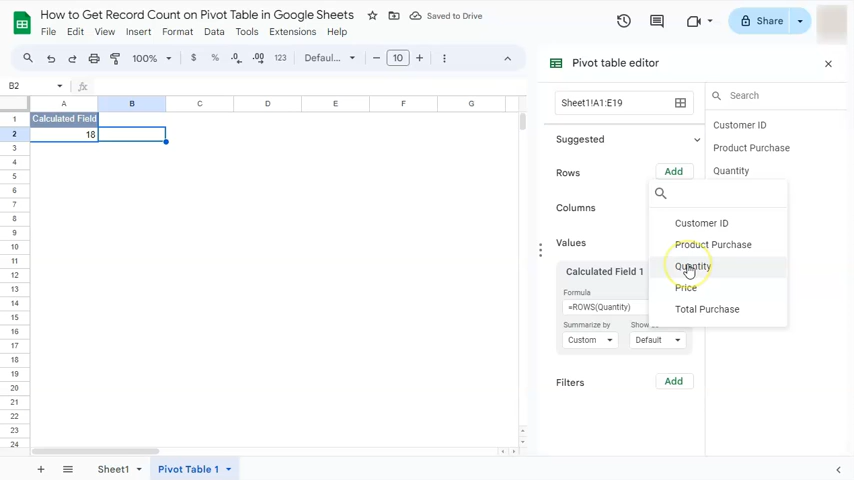 How to Get Record Count on Pivot Table in Google Sheets
Saved to Drive
File Edit View Insert Format Data Tools Extensions Help
Share
100% $ % .0 .00 123 Defaul... 10
B2 fx
A B C D E F G
1 Calculated Field
2 18
3
4
5
6
7
8
9
10
11
12
13
14
15
16
17
18
19
20
21
22
23
24
Sheet1 Pivot Table 1
Pivot table editor
Sheet1!A1:E19
Suggested
Rows Add
Columns
Values
Calculated Field 1
Formula
=ROWS(Quantity)
Summarize by
Custom Default
Filters Add
Customer ID
Product Purchase
Quantity
Price
Total Purchase
Search
Customer ID
Product Purchase
Quantity